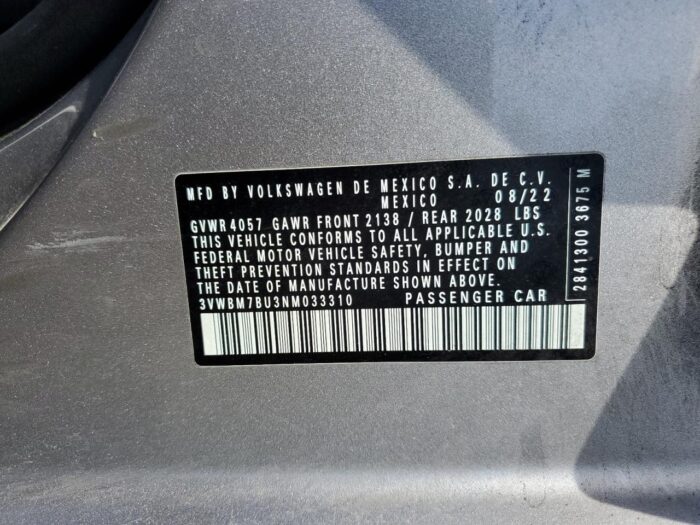 MFD BY VOLKSWAGEN DE MEXICO S.A. DE C.V.
MEXICO 08/22
GVWR 4057 GAWR FRONT 2138 / REAR 2028 LBS
THIS VEHICLE CONFORMS TO ALL APPLICABLE U.S.
FEDERAL MOTOR VEHICLE SAFETY, BUMPER AND
THEFT PREVENTION STANDARDS IN EFFECT ON
THE DATE OF MANUFACTURE SHOWN ABOVE.
3VWBM7BU3NM033310 PASSENGER CAR
2841300 3675 M